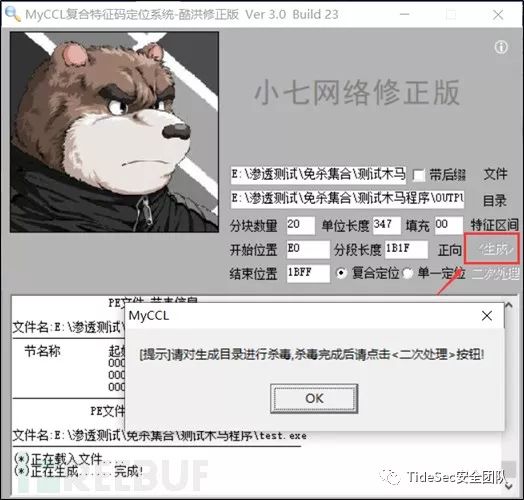 MyCCL复合特征码定位系统-酷洪修正版 Ver 3.0 Build 23
小七网络修正版
E:\渗透测试\免杀集合\测试木马 带后缀 文件
E:\渗透测试\免杀集合\测试木马程序\OUTPU 目录
分块数量 20 单位长度 347 填充 00 特征区间
开始位置 E0 分段长度 1B1F 正向 <生成>
结束位置 1BFF 复合定位 单一定位 二次处理
PE文件 节表信息
文件名:E:\渗透测试
节名称 起
000
000
000
MyCCL
[提示]请对生成目录进行杀毒,杀毒完成后请点击<二次处理>按钮!
OK
PE文件
文件名:E:\渗透测试\免杀集合\测试木马程序\test.exe
(*)正在载入文件....
(*)正在生成......完成!
REEBUF
TideSec安全团队